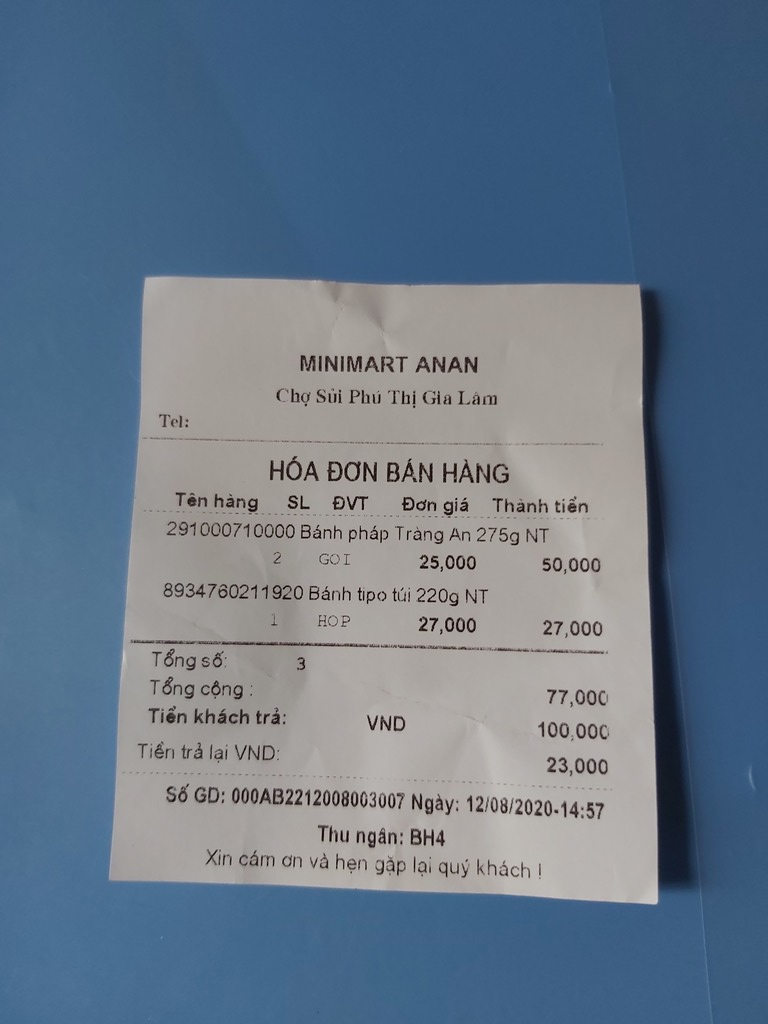 MINIMART ANAN
Chợ Sủi Phú Thị Gia Lâm
Tel:
HÓA ĐƠN BÁN HÀNG
Tên hàng SL ĐVT Đơn giá Thành tiền
291000710000 Bánh pháp Tràng An 275g NT
2 GOI 25,000 50,000
8934760211920 Bánh tipo túi 220g NT
1 HOP 27,000 27,000
Tổng số: 3
Tổng cộng : 77,000
Tiền khách trả: VND 100,000
Tiền trả lại VND: 23,000
Số GD: 000AB2212008003007 Ngày: 12/08/2020-14:57
Thu ngân: BH4
Xin cám ơn và hẹn gặp lại quý khách !